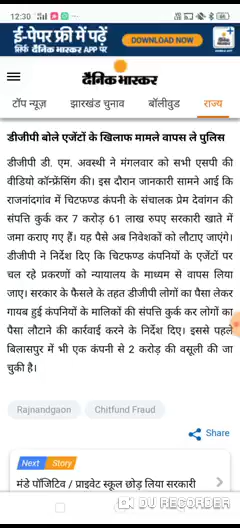 12:30
ई-पेपर फ्री में पढ़ें
सिर्फ दैनिक भास्कर APP पर
DOWNLOAD NOW
दैनिक भास्कर
टॉप न्यूज़ झारखंड चुनाव बॉलीवुड राज्य
डीजीपी बोले एजेंटों के खिलाफ मामले वापस ले पुलिस
डीजीपी डी. एम. अवस्थी ने मंगलवार को सभी एसपी की
वीडियो कॉन्फ्रेंसिंग की। इस दौरान जानकारी सामने आई कि
राजनांदगांव में चिटफण्ड कंपनी के संचालक प्रेम देवांगन की
संपत्ति कुर्क कर 7 करोड़ 61 लाख रुपए सरकारी खाते में
जमा कराए गए हैं। यह पैसे अब निवेशकों को लौटाए जाएंगे।
डीजीपी ने निर्देश दिए कि चिटफण्ड कंपनियों के एजेंटों पर
चल रहे प्रकरणों को न्यायालय के माध्यम से वापस लिया
जाए। सरकार के फैसले के तहत डीजीपी लोगों का पैसा लेकर
गायब हुई कंपनियों के मालिकों की संपत्ति कुर्क कर लोगों का
पैसा लौटाने की कार्रवाई करने के निर्देश दिए। इससे पहले
बिलासपुर में भी एक कंपनी से 2 करोड़ की वसूली की जा
चुकी है।
Rajnandgaon Chitfund Fraud
Share
Next Story
मंडे पॉजिटिव / प्राइवेट स्कूल छोड़ लिया सरकारी
DU RECORDER